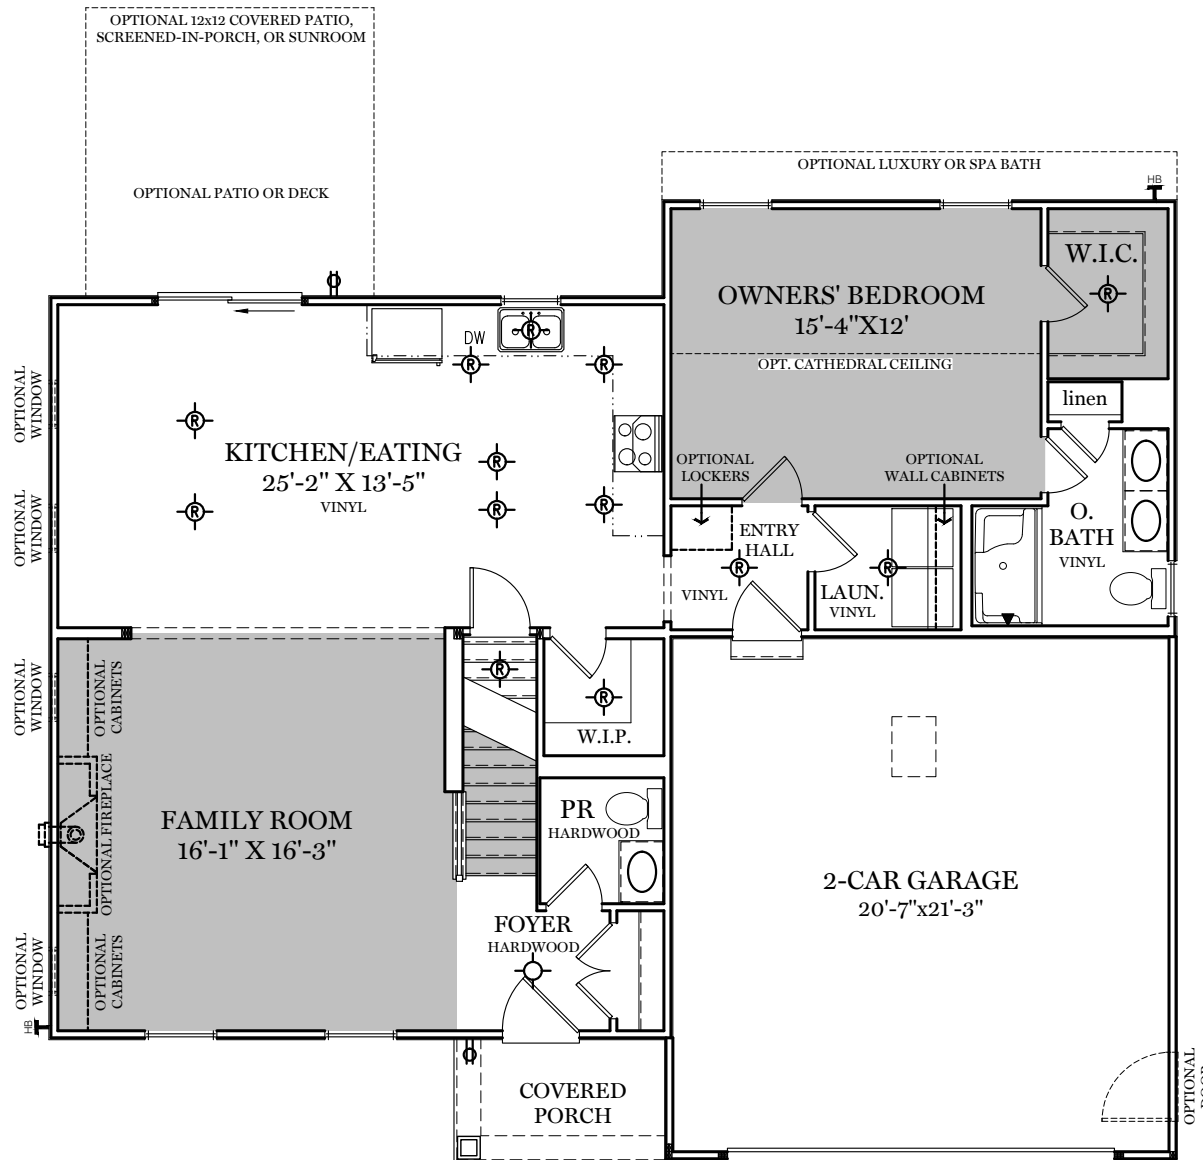 OPTIONAL 12x12 COVERED PATIO,
SCREENED-IN-PORCH, OR SUNROOM
OPTIONAL PATIO OR DECK
OPTIONAL LUXURY OR SPA BATH
HB
W.I.C.
R
OWNERS' BEDROOM
15'-4"X12'
OPT. CATHEDRAL CEILING
linen
DW
R
R
R
OPTIONAL
WINDOW
R
KITCHEN/EATING
25'-2" X 13'-5"
VINYL
R
R
R
R
OPTIONAL
WINDOW
OPTIONAL
LOCKERS
OPTIONAL
WALL CABINETS
ENTRY
HALL
R
VINYL
R
LAUN.
VINYL
O.
BATH
VINYL
OPTIONAL
WINDOW
OPTIONAL
CABINETS
R
R
W.I.P.
OPTIONAL FIREPLACE
FAMILY ROOM
16'-1" X 16'-3"
PR
HARDWOOD
2-CAR GARAGE
20'-7"x21'-3"
FOYER
HARDWOOD
OPTIONAL
WINDOW
OPTIONAL
CABINETS
HB
COVERED
PORCH
OPTIONAL
DOOR